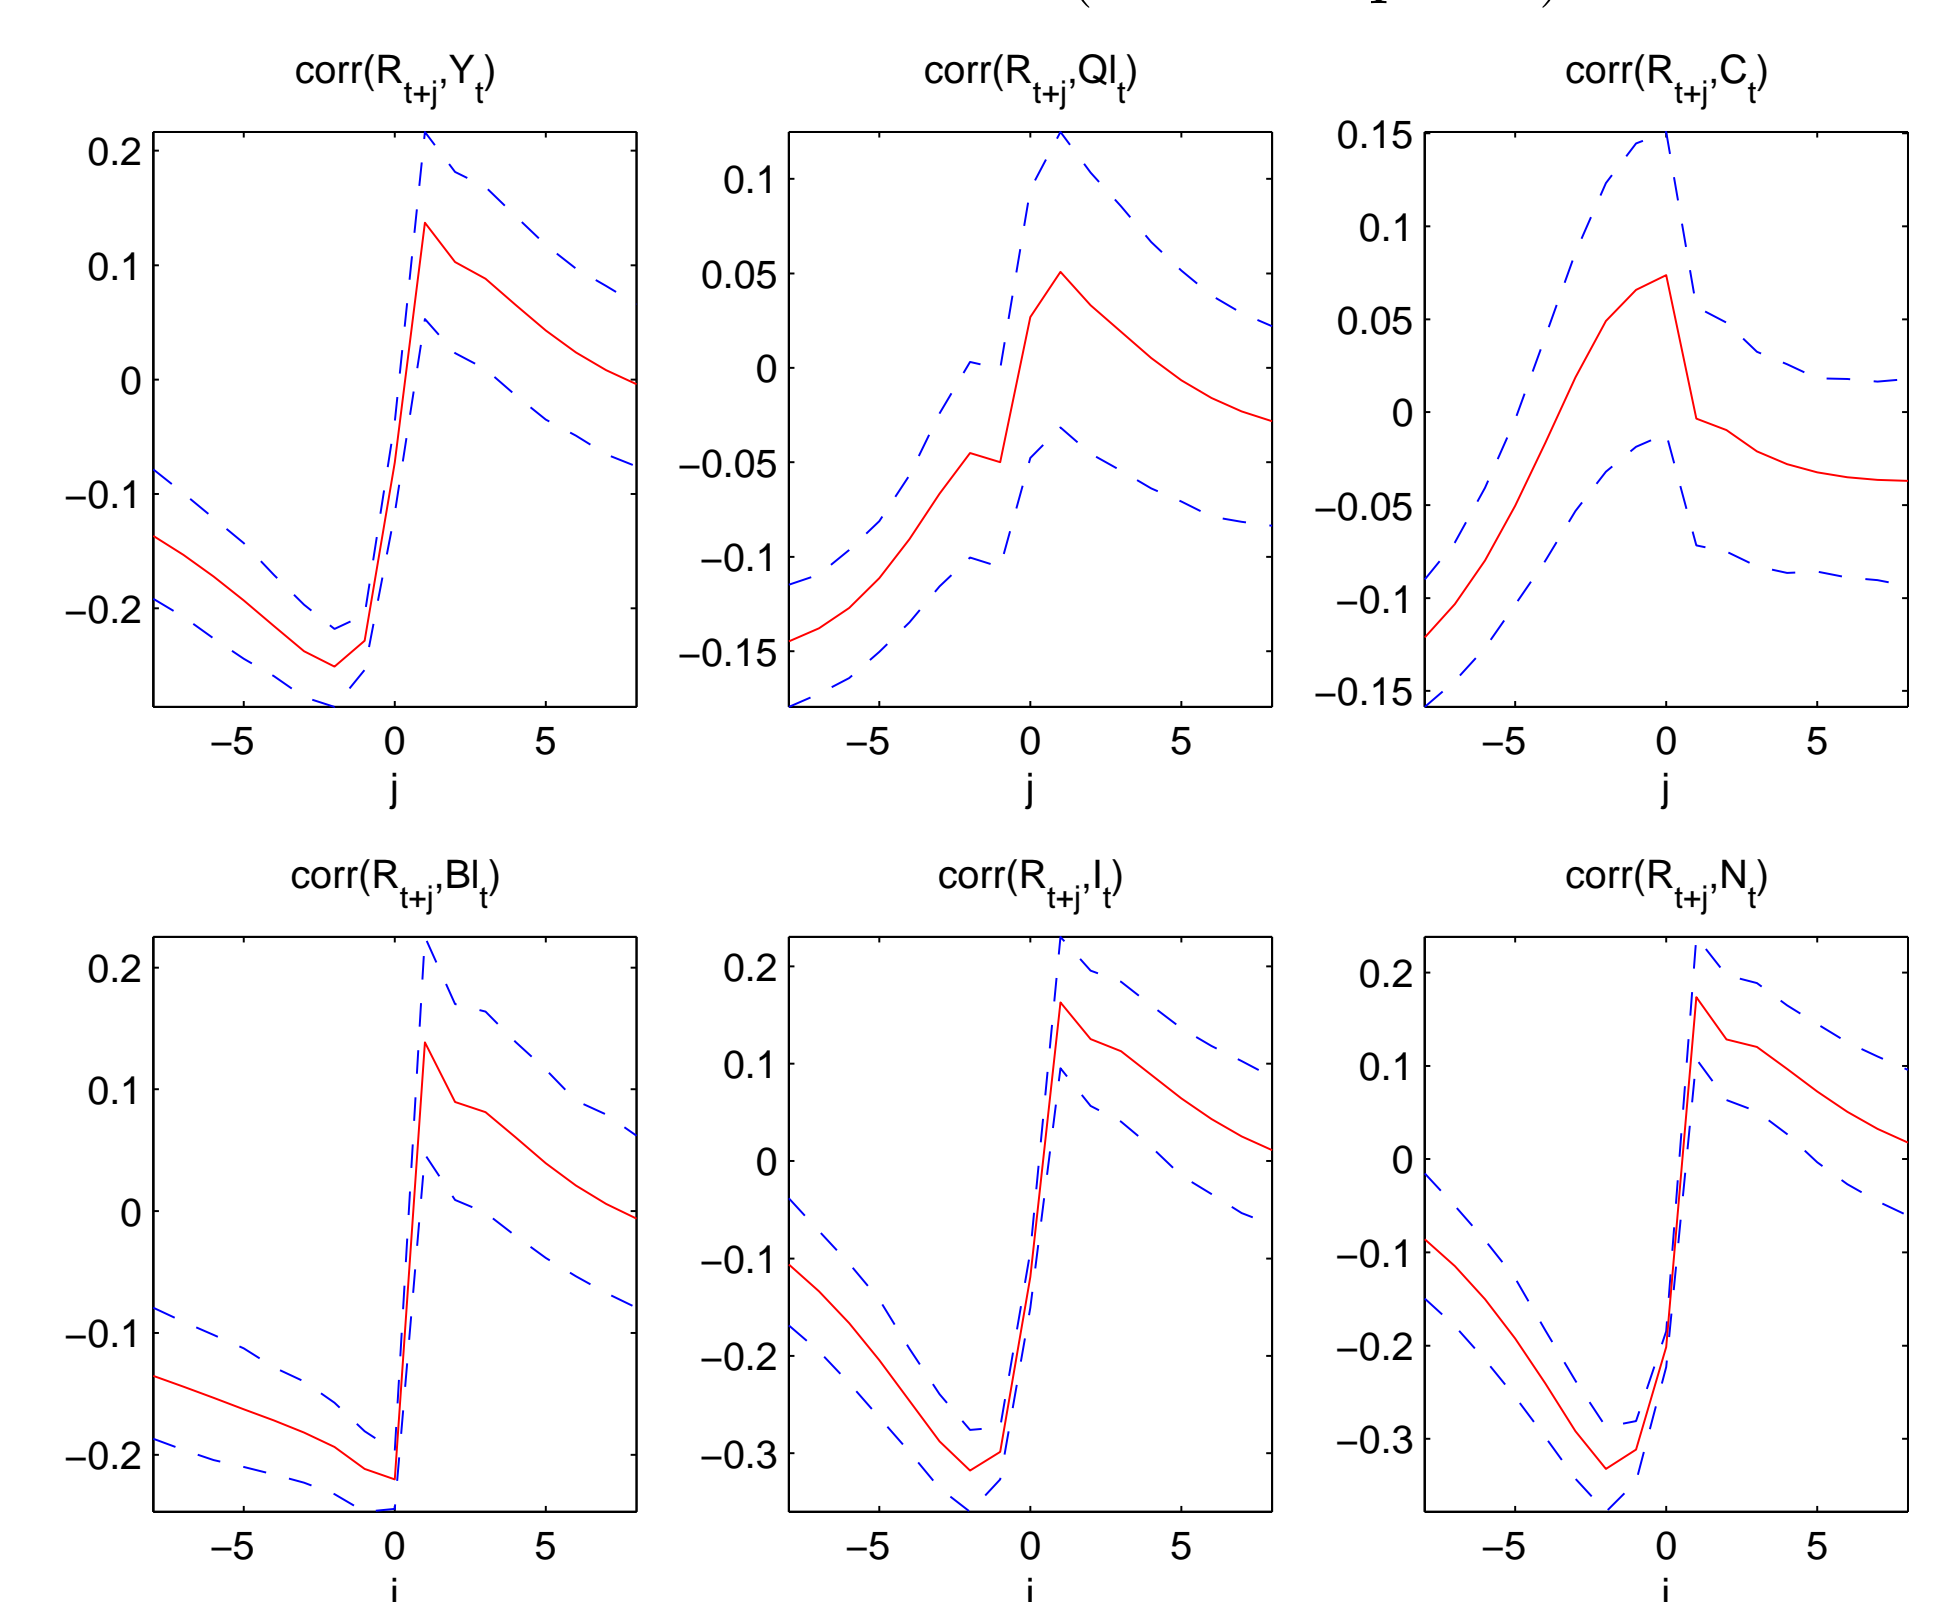 corr(R_{t+j},Y_t)
corr(R_{t+j},Ql_t)
corr(R_{t+j},C_t)
0.2
0.1
0
−0.1
−0.2
−5 0 5
j
0.1
0.05
0
−0.05
−0.1
−0.15
−5 0 5
j
0.15
0.1
0.05
0
−0.05
−0.1
−0.15
−5 0 5
j
corr(R_{t+j},Bl_t)
corr(R_{t+j},I_t)
corr(R_{t+j},N_t)
0.2
0.1
0
−0.1
−0.2
−5 0 5
j
0.2
0.1
0
−0.1
−0.2
−0.3
−5 0 5
j
0.2
0.1
0
−0.1
−0.2
−0.3
−5 0 5
j